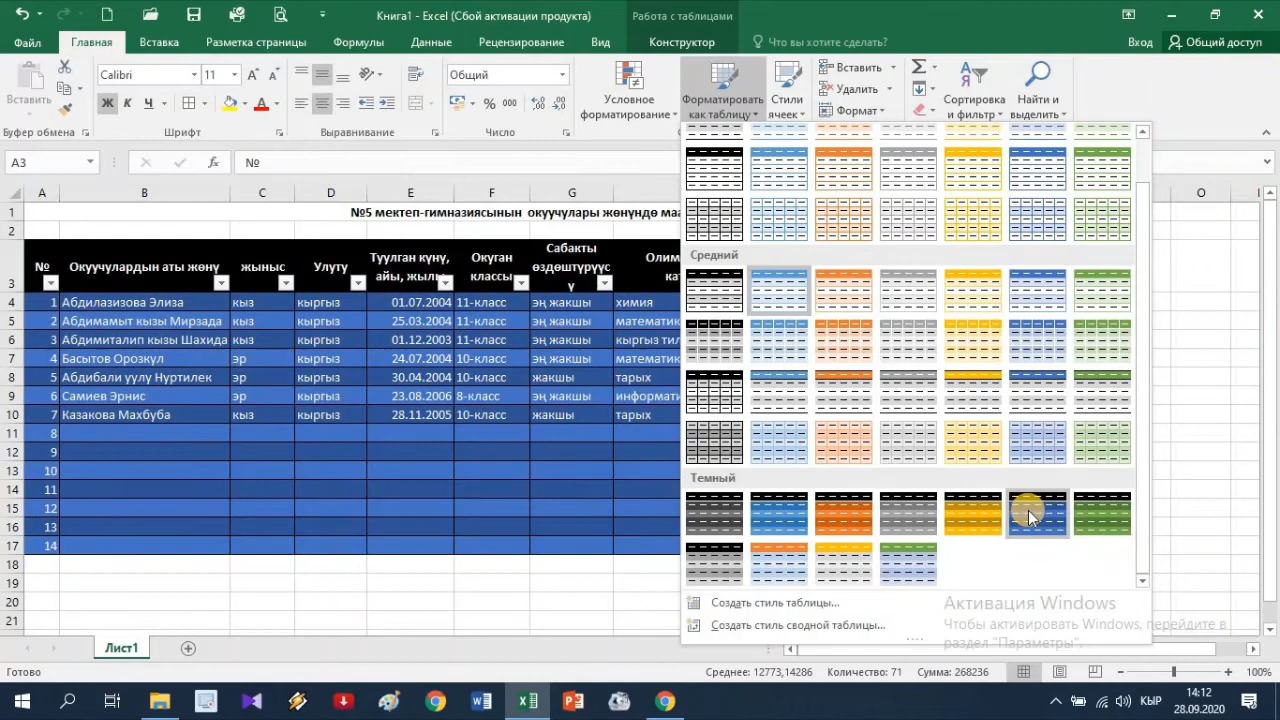 Книга1 - Excel (Сбой активации продукта)
Работа с таблицами
Файл Главная Вставка Разметка страницы Формулы Данные Рецензирование Вид Конструктор Что вы хотите сделать? Вход Общий доступ
Вставить
Calibri 11
Ж К Ч
А
Общий
% 000
Условное форматирование
Форматировать как таблицу
Стили ячеек
Вставить
Удалить
Формат
Сортировка и фильтр
Найти и выделить
Буфер обмена Шрифт Выравнивание Число
A3 fx №
A B C D E F G O
1 №5 мектеп-гимназиясынын окуучулары жөнүндө маа
2
3 № Окуучулардын аты жөнү жыныс Улуту Туулган күнү, айы, жылы Окуган классы Сабакты өздөштүрүүсү
4 1 Абдилазизова Элиза кыз кыргыз 01.07.2004 11-класс эң жакшы химия
5 2 Абдимамыт кызы Мирзада кыз кыргыз 25.03.2004 11-класс эң жакшы математик
6 3 Абдимиталип кызы Шахида кыз кыргыз 01.12.2003 11-класс эң жакшы кыргыз тил
7 4 Басытов Орозкул эр кыргыз 24.07.2004 10-класс эң жакшы математик
8 5 Абдибали уулу Нуртилек эр кыргыз 30.04.2004 10-класс жакшы тарых
9 6 Самиев Эрнис эр кыргыз 23.08.2006 8-класс эң жакшы информати
10 7 Казакова Махбуба кыз кыргыз 28.11.2005 10-класс жакшы тарых
11 8
12 9
13 10
14 11
15 12
16 13
17 14
18
19
20
21
Средний
Темный
Создать стиль таблицы...
Создать стиль сводной таблицы...
Активация Windows
Чтобы активировать Windows, перейдите в
раздел "Параметры".
Лист1
Готово Среднее: 12773,14286 Количество: 71 Сумма: 268236 100%
КЫР 14:12
28.09.2020